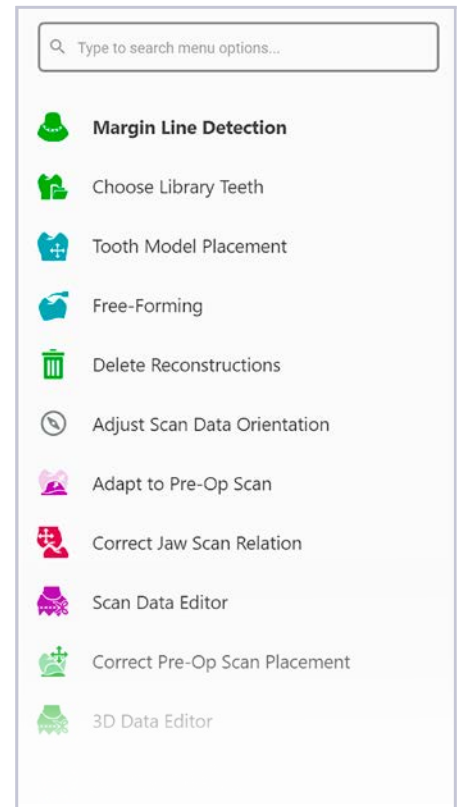 Type to search menu options...
Margin Line Detection
Choose Library Teeth
Tooth Model Placement
Free-Forming
Delete Reconstructions
Adjust Scan Data Orientation
Adapt to Pre-Op Scan
Correct Jaw Scan Relation
Scan Data Editor
Correct Pre-Op Scan Placement
3D Data Editor